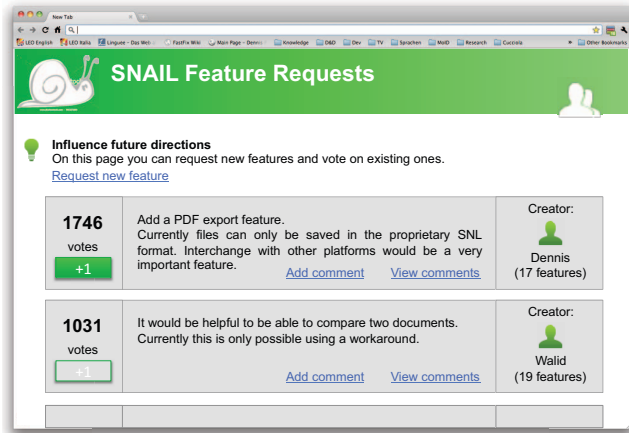 New Tab
LEO English LEO Italia Linguee – Das Web FastFix Wiki Main Page – Dennis Knowledge D&D Dev TV Sprachen MoID Research Cucciolo Other Bookmarks
SNAIL Feature Requests
Influence future directions
On this page you can request new features and vote on existing ones.
Request new feature
1746
votes
+1
Add a PDF export feature.
Currently files can only be saved in the proprietary SNL
format. Interchange with other platforms would be a very
important feature.
Add comment View comments
Creator:
Dennis
(17 features)
1031
votes
+1
It would be helpful to be able to compare two documents.
Currently this is only possible using a workaround.
Add comment View comments
Creator:
Walid
(19 features)